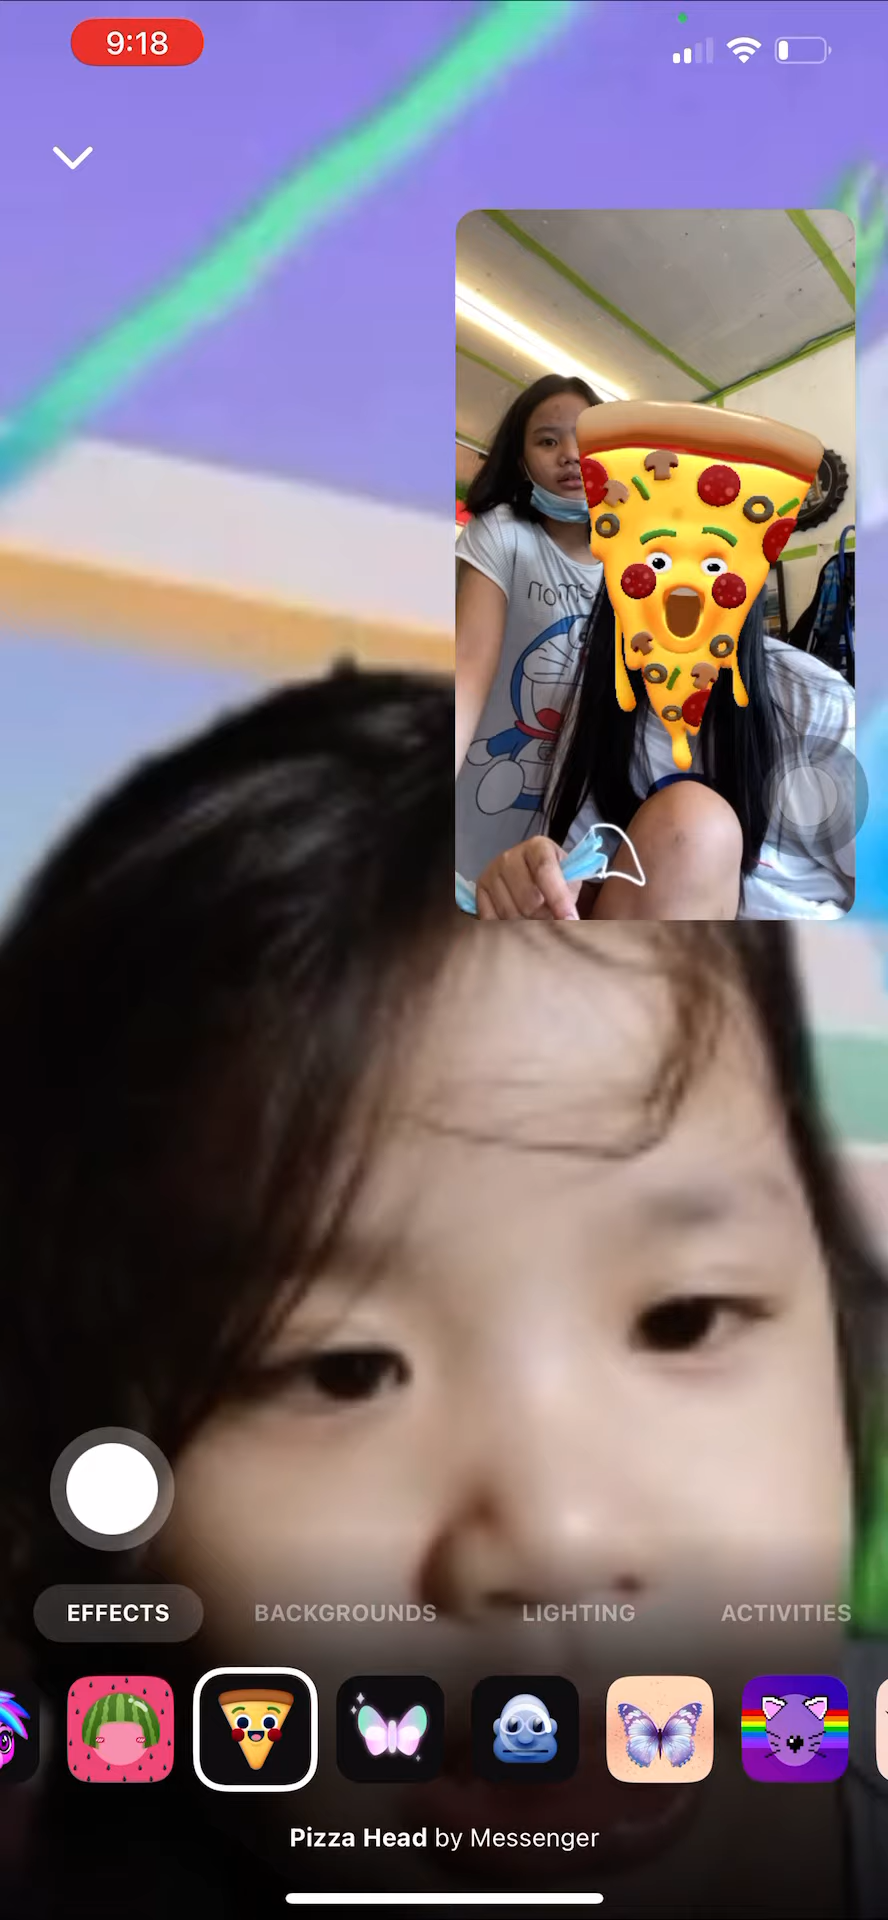 9:18
EFFECTS
BACKGROUNDS
LIGHTING
ACTIVITIES
Pizza Head by Messenger